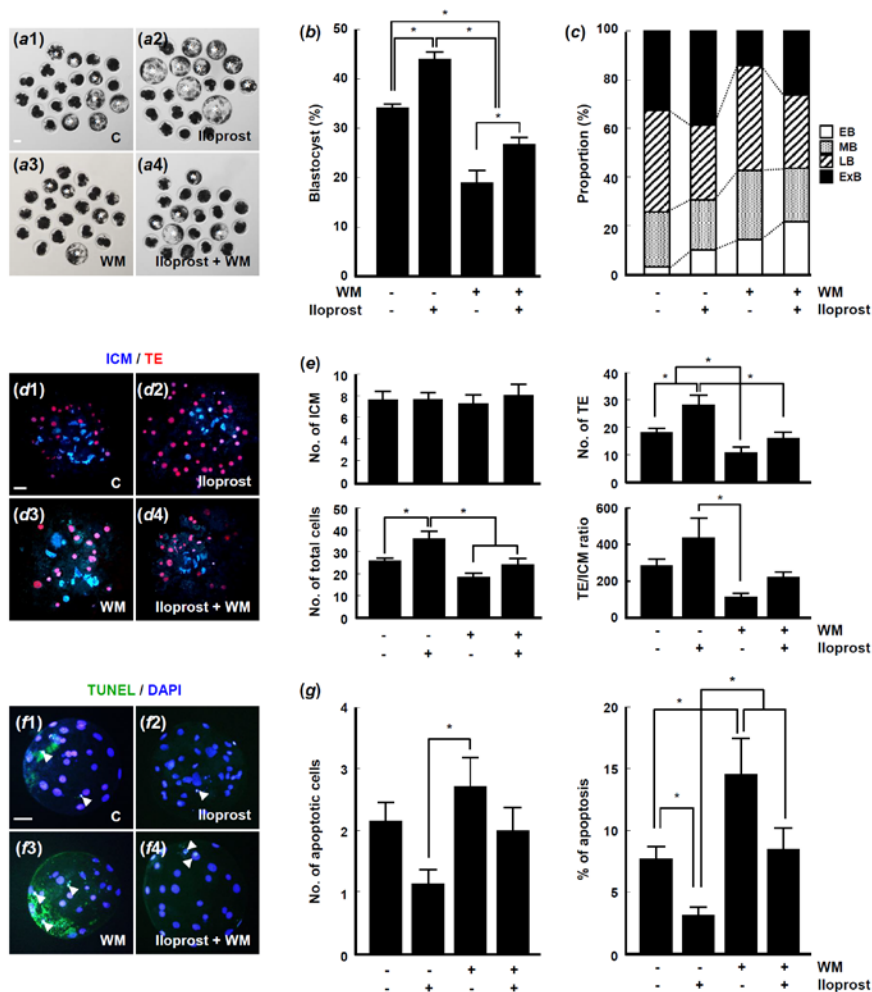 (a1)
C
(a2)
Iloprost
(a3)
WM
(a4)
Iloprost + WM
(b)
Blastocyst (%)
50
40
30
20
10
0
*
*
*
*
WM - - + +
Iloprost - + - +
(c)
Proportion (%)
100
80
60
40
20
0
EB
MB
LB
ExB
- - + + WM
- + - + Iloprost
ICM / TE
(d1)
C
(d2)
Iloprost
(d3)
WM
(d4)
Iloprost + WM
(e)
No. of ICM
10
8
6
4
2
0
No. of TE
40
30
20
10
0
*
*
*
No. of total cells
50
40
30
20
10
0
*
*
- - + +
- + - +
TE/ICM ratio
600
400
200
0
*
- - + + WM
- + - + Iloprost
TUNEL / DAPI
(f1)
C
(f2)
Iloprost
(f3)
WM
(f4)
Iloprost + WM
(g)
No. of apoptotic cells
4
3
2
1
0
*
- - + +
- + - +
% of apoptosis
20
15
10
5
0
*
*
*
- - + + WM
- + - + Iloprost